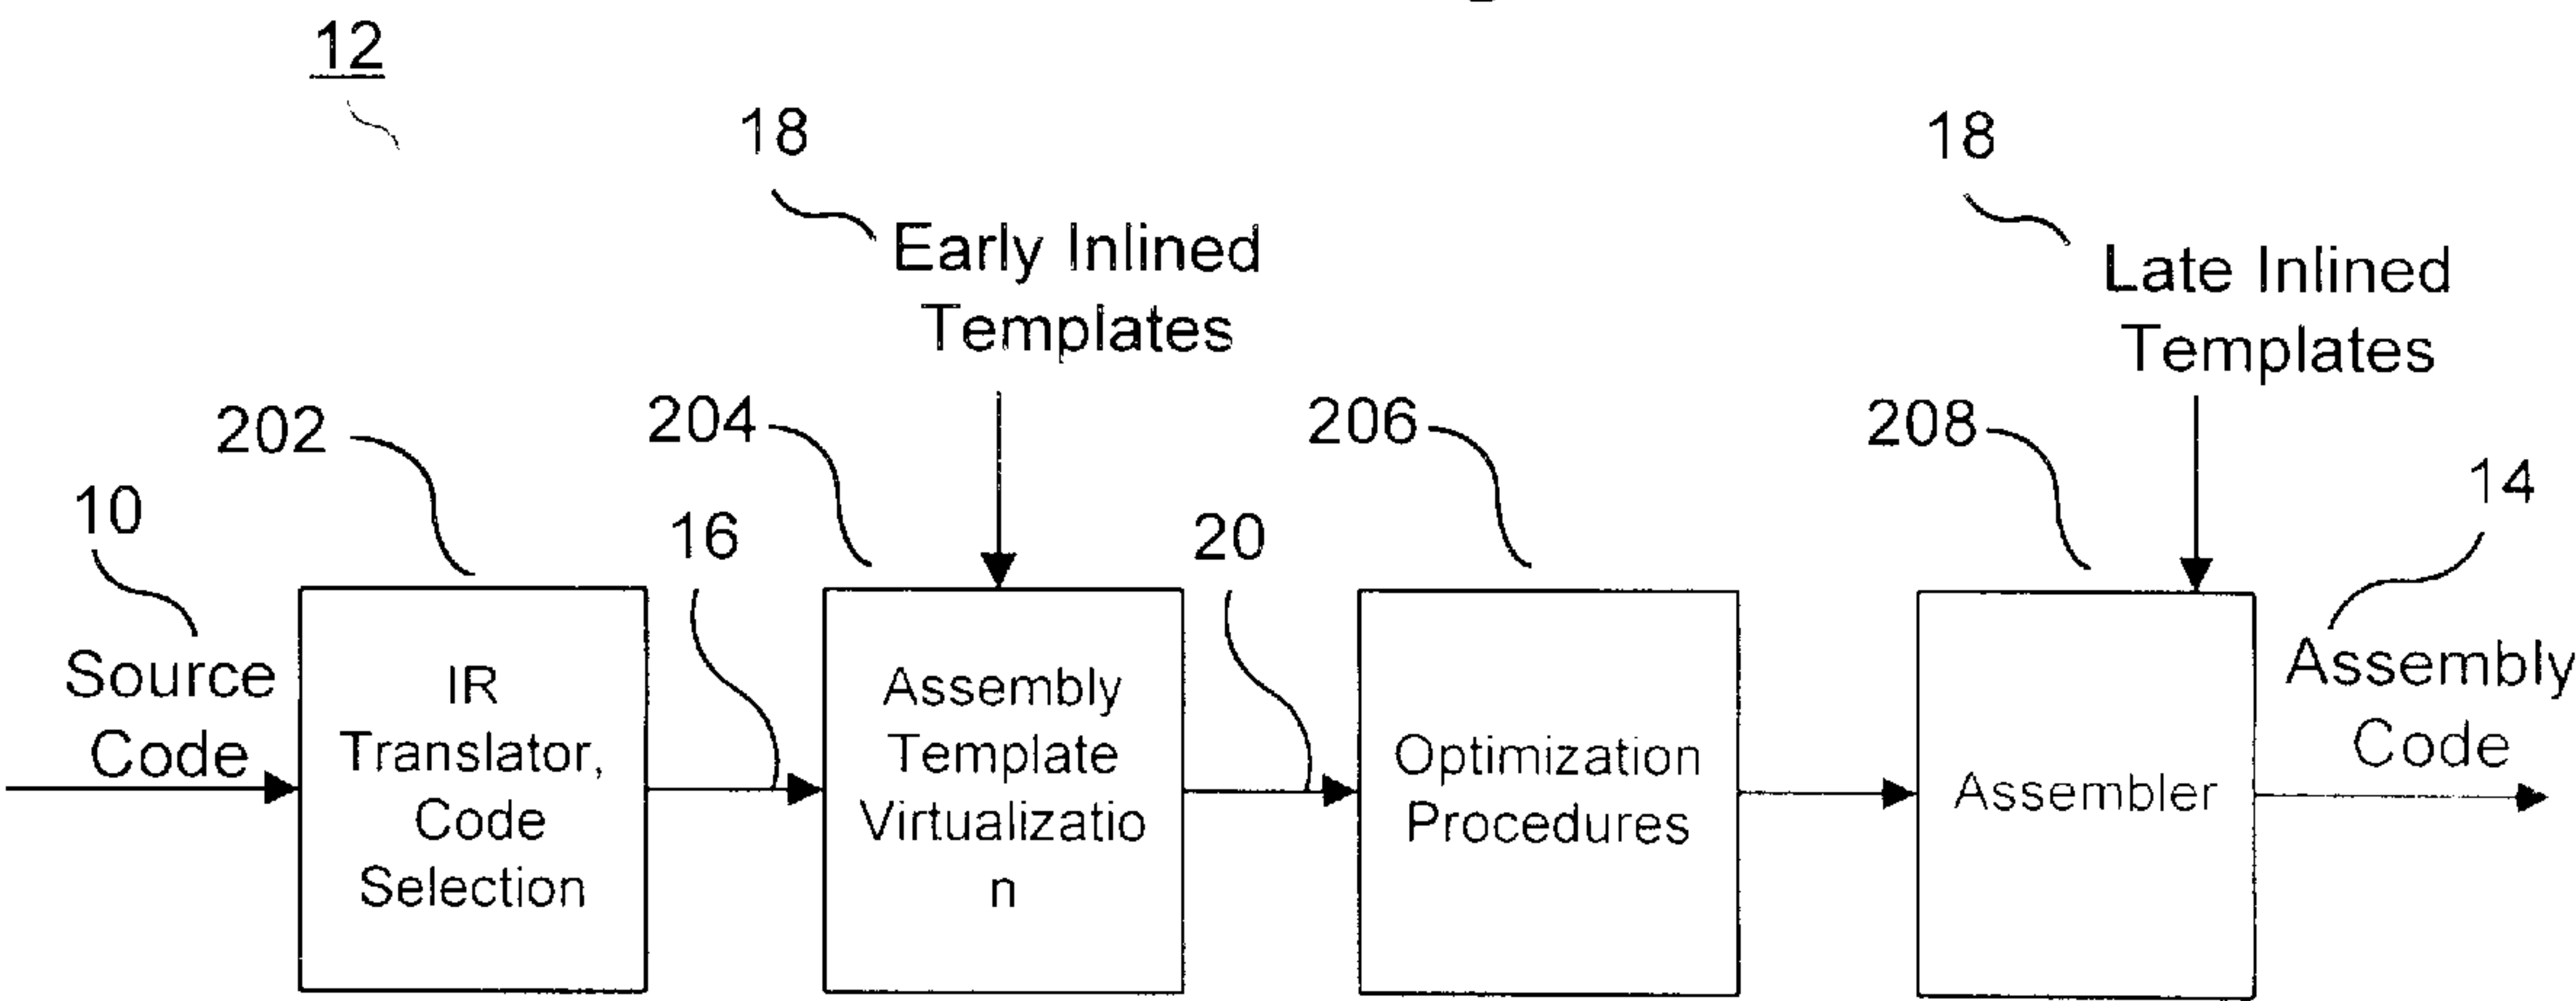 12
18
Early Inlined
Templates
18
Late Inlined
Templates
202
204
206
208
10
16
20
14
Source
Code
IR
Translator,
Code
Selection
Assembly
Template
Virtualizatio
n
Optimization
Procedures
Assembler
Assembly
Code